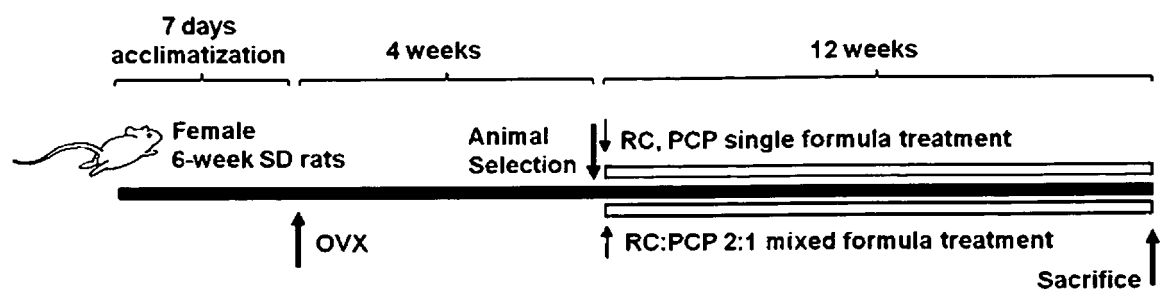 7 days
acclimatization
4 weeks
12 weeks
Female
6-week SD rats
Animal
Selection
RC, PCP single formula treatment
OVX
RC:PCP 2:1 mixed formula treatment
Sacrifice